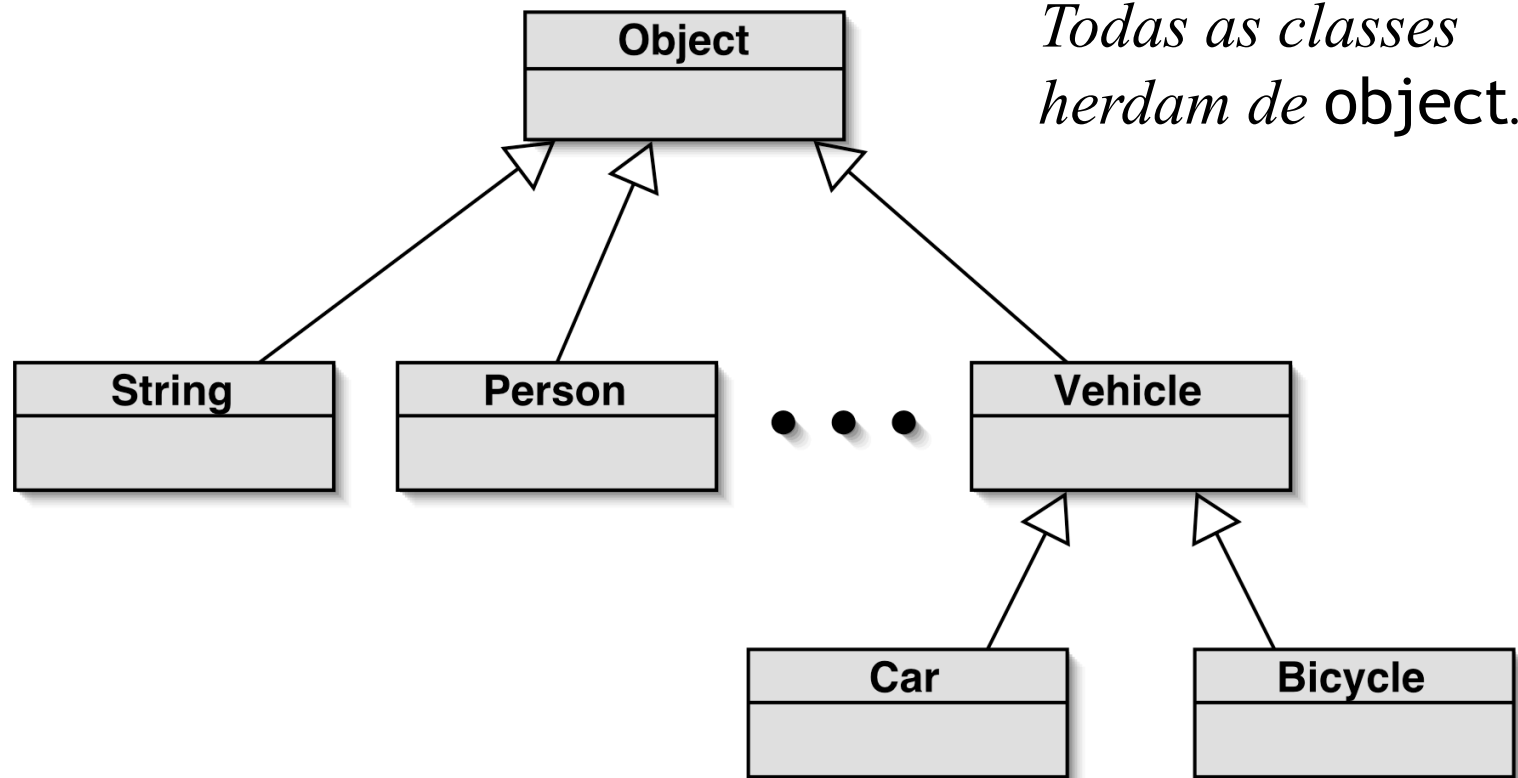 Object
Todas as classes
herdam de object.
String
Person
Vehicle
Car
Bicycle